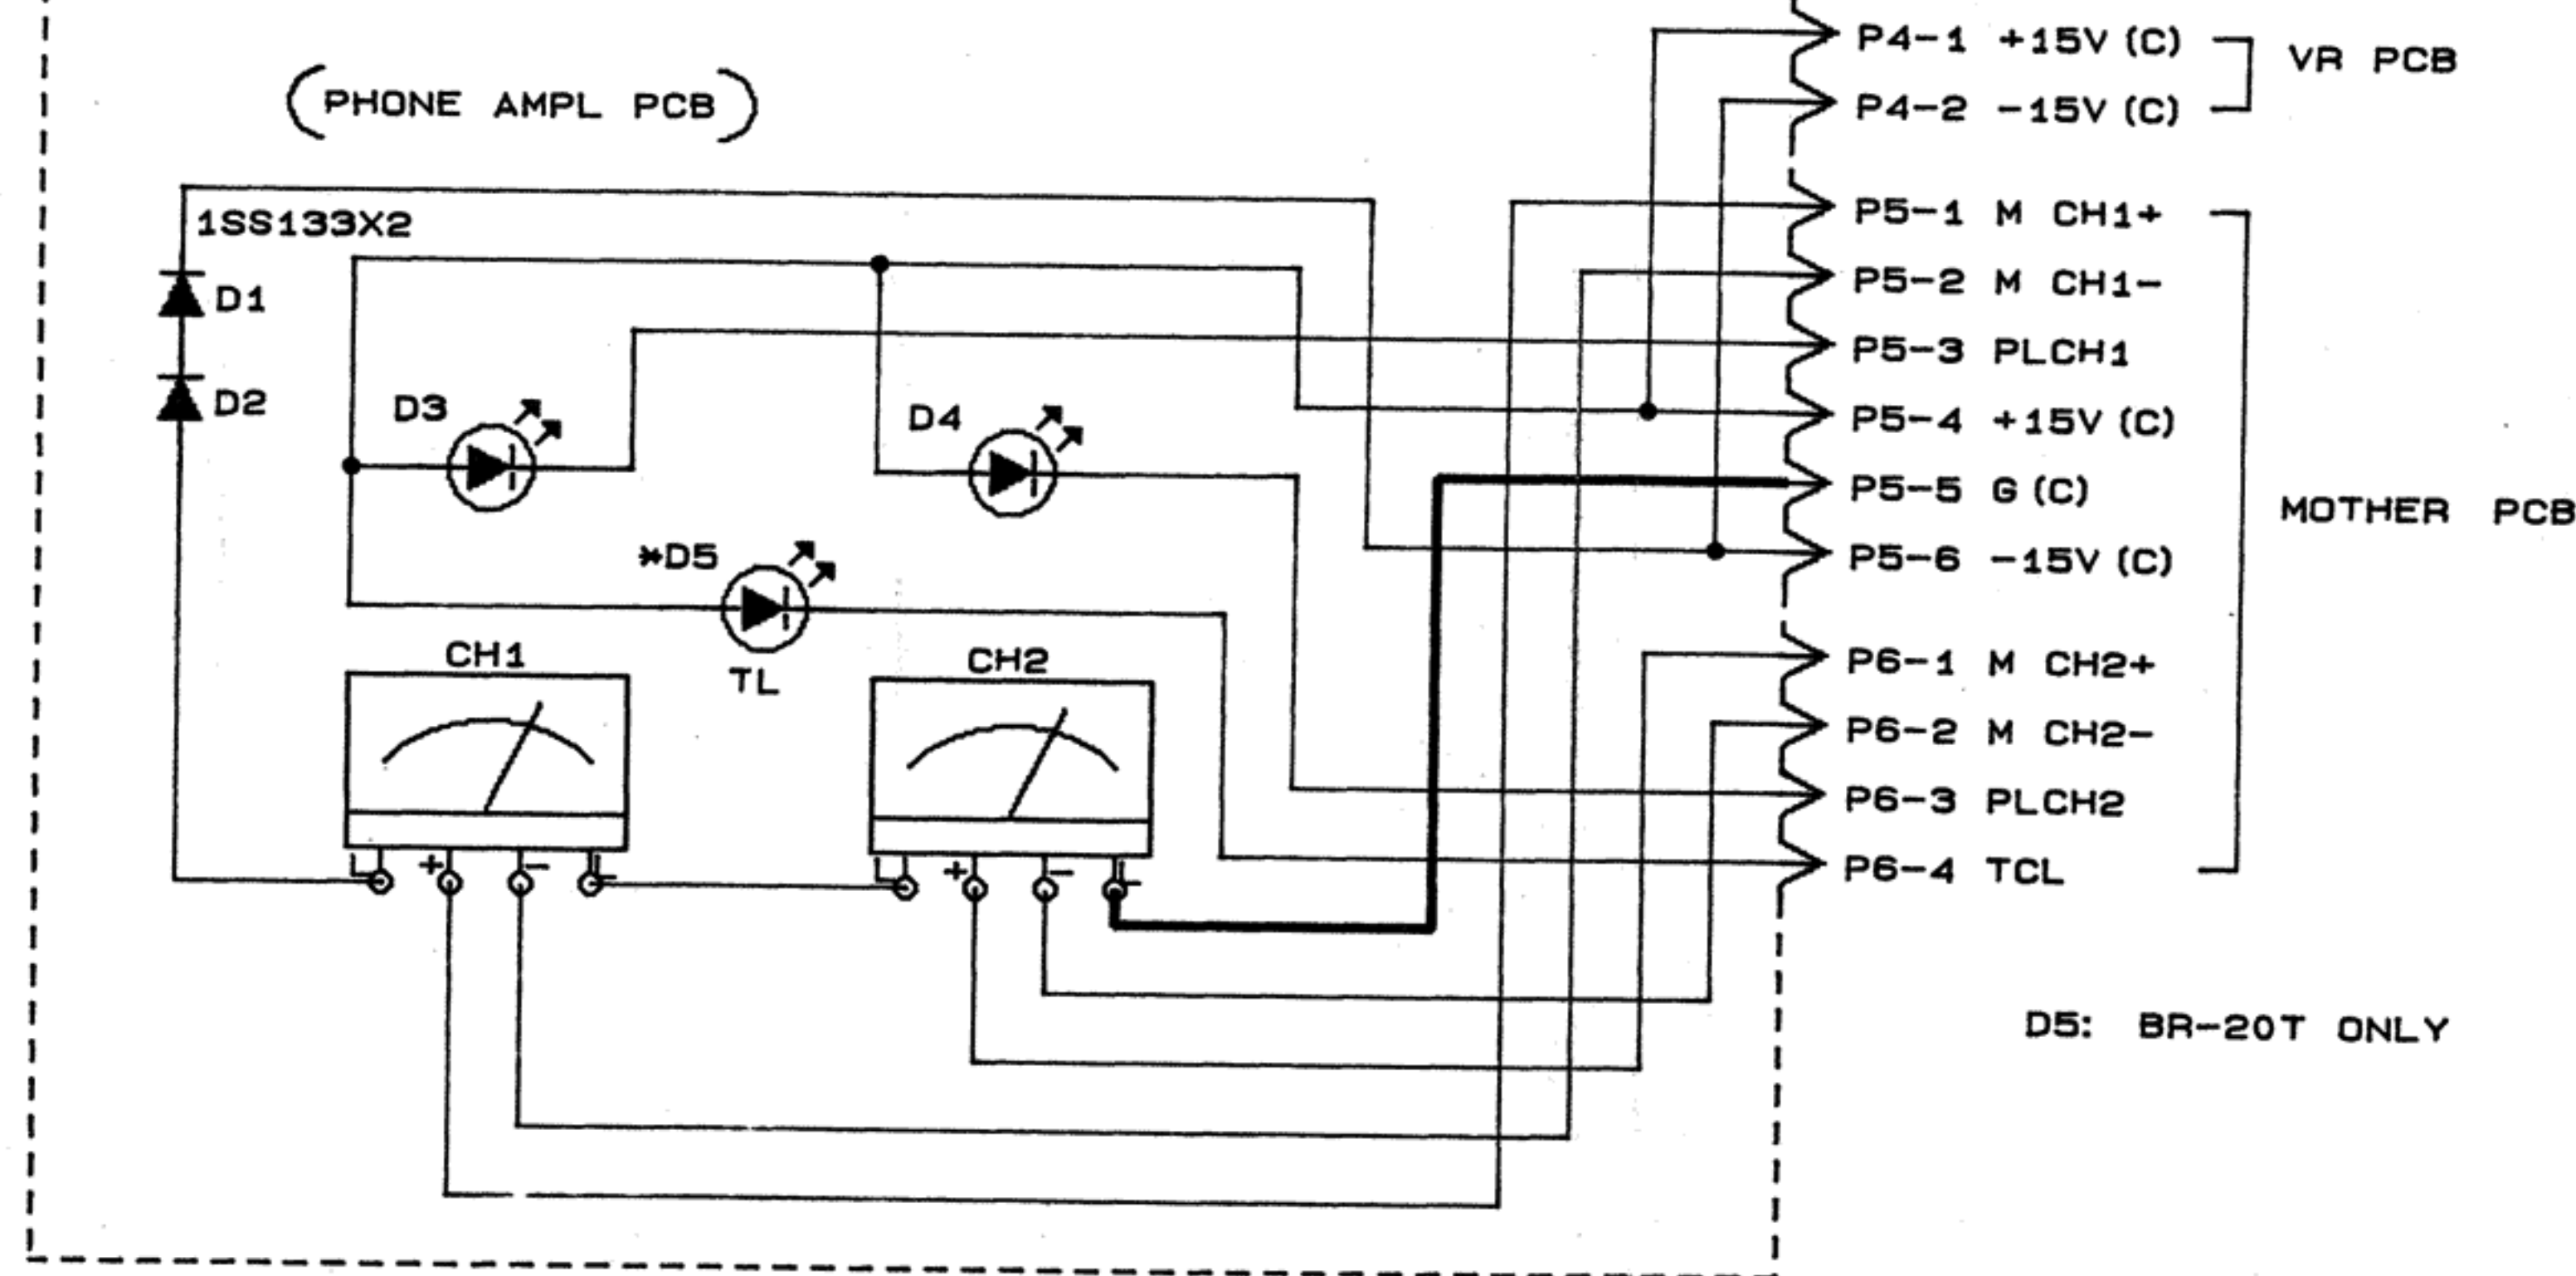 P4-1 +15V (C)
VR PCB
P4-2 -15V (C)
(PHONE AMPL PCB)
1SS133X2
P5-1 M CH1+
P5-2 M CH1-
D1
P5-3 PLCH1
D2
D3
D4
P5-4 +15V (C)
P5-5 G (C)
MOTHER PCB
*D5
P5-6 -15V (C)
CH1
CH2
TL
P6-1 M CH2+
P6-2 M CH2-
P6-3 PLCH2
L + - L
L + - L
P6-4 TCL
D5: BR-20T ONLY